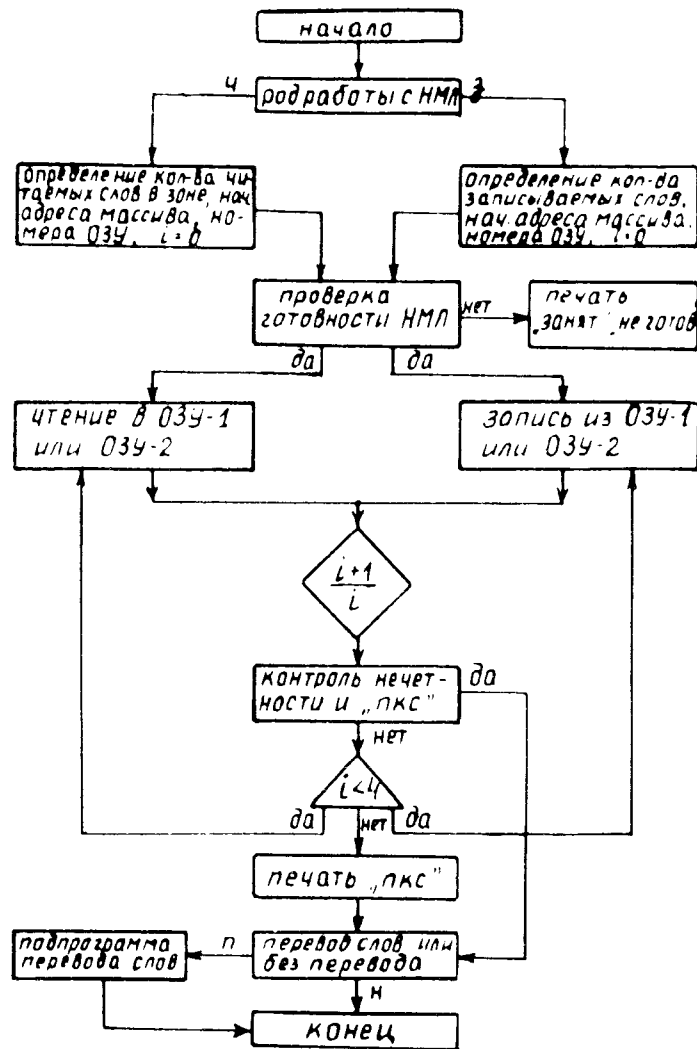 начало
ч
род работы с НМЛ
з
определение кол-ва чи-
таемых слов в зоне, нач.
адреса массива, но-
мера ОЗУ, i=0
определение кол-ва
записываемых слов,
нач. адреса массива,
номера ОЗУ, i=0
проверка
готовности НМЛ
нет
печать
„занят", не готов
да
да
чтение в ОЗУ-1
или ОЗУ-2
запись из ОЗУ-1
или ОЗУ-2
i+1
i
контроль нечет-
ности и „пкс"
да
нет
i<4
да
нет
да
печать „пкс"
подпрограмма
перевода слов
п
перевод слов или
без перевода
н
конец